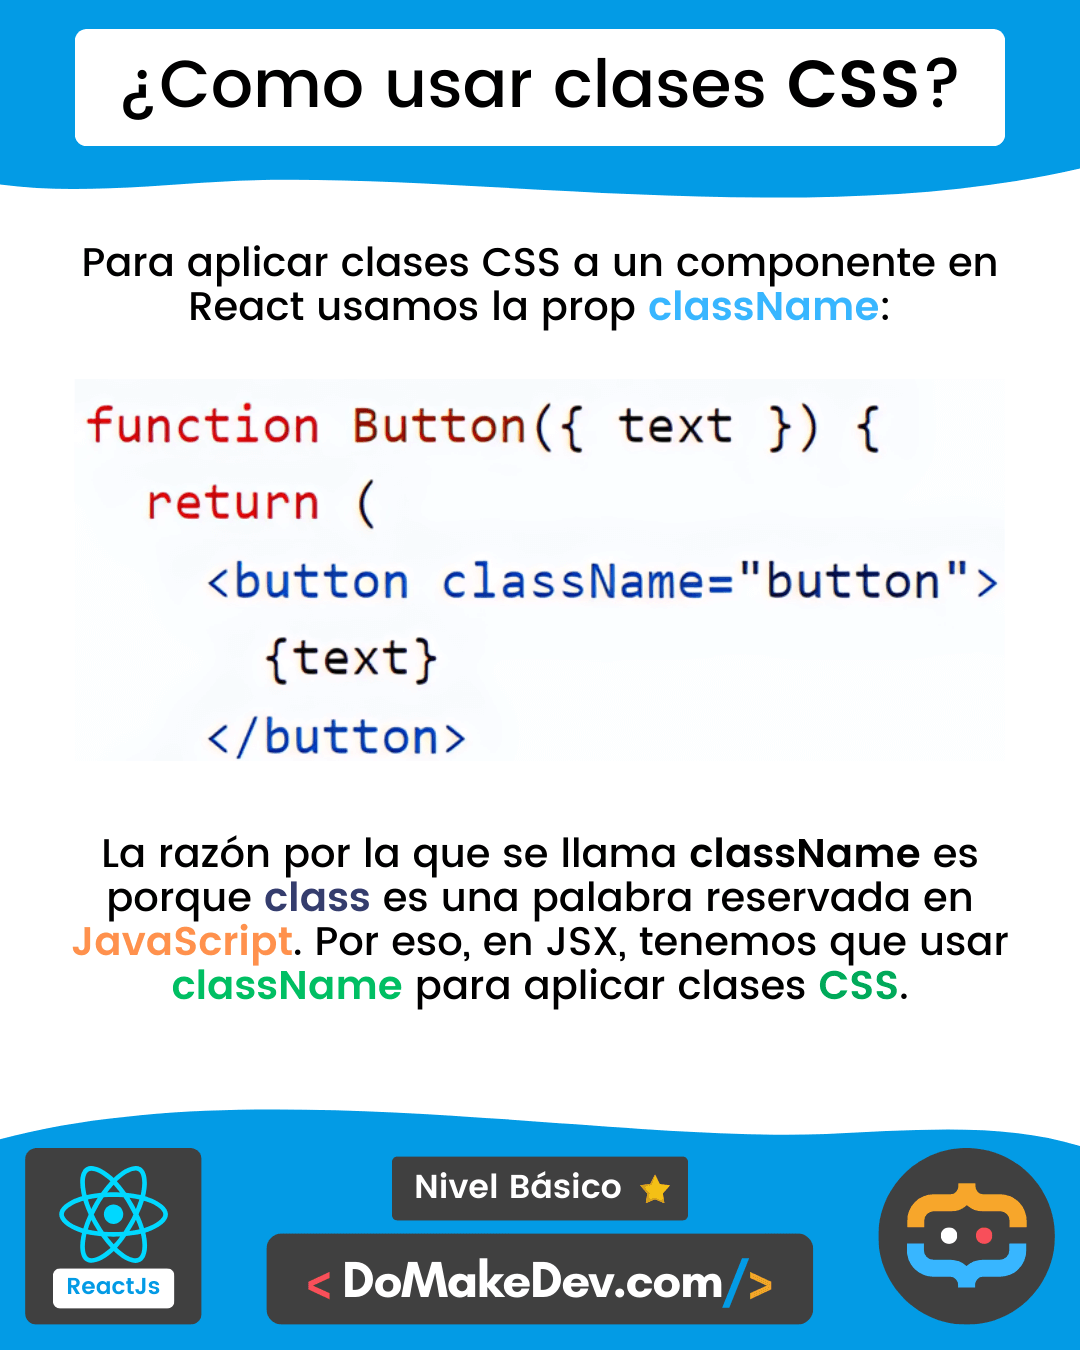 ¿Como usar clases CSS?
Para aplicar clases CSS a un componente en
React usamos la prop className:
function Button({ text }) {
return (
<button className="button">
{text}
</button>
La razón por la que se llama className es
porque class es una palabra reservada en
JavaScript. Por eso, en JSX, tenemos que usar
className para aplicar clases CSS.
ReactJs
Nivel Básico
< DoMakeDev.com/>